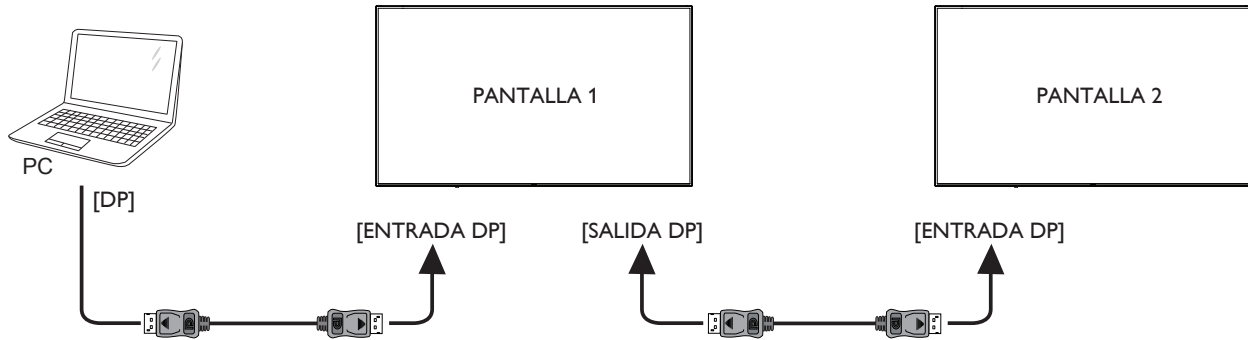 PANTALLA 1
PANTALLA 2
PC
[DP]
[ENTRADA DP]
[SALIDA DP]
[ENTRADA DP]